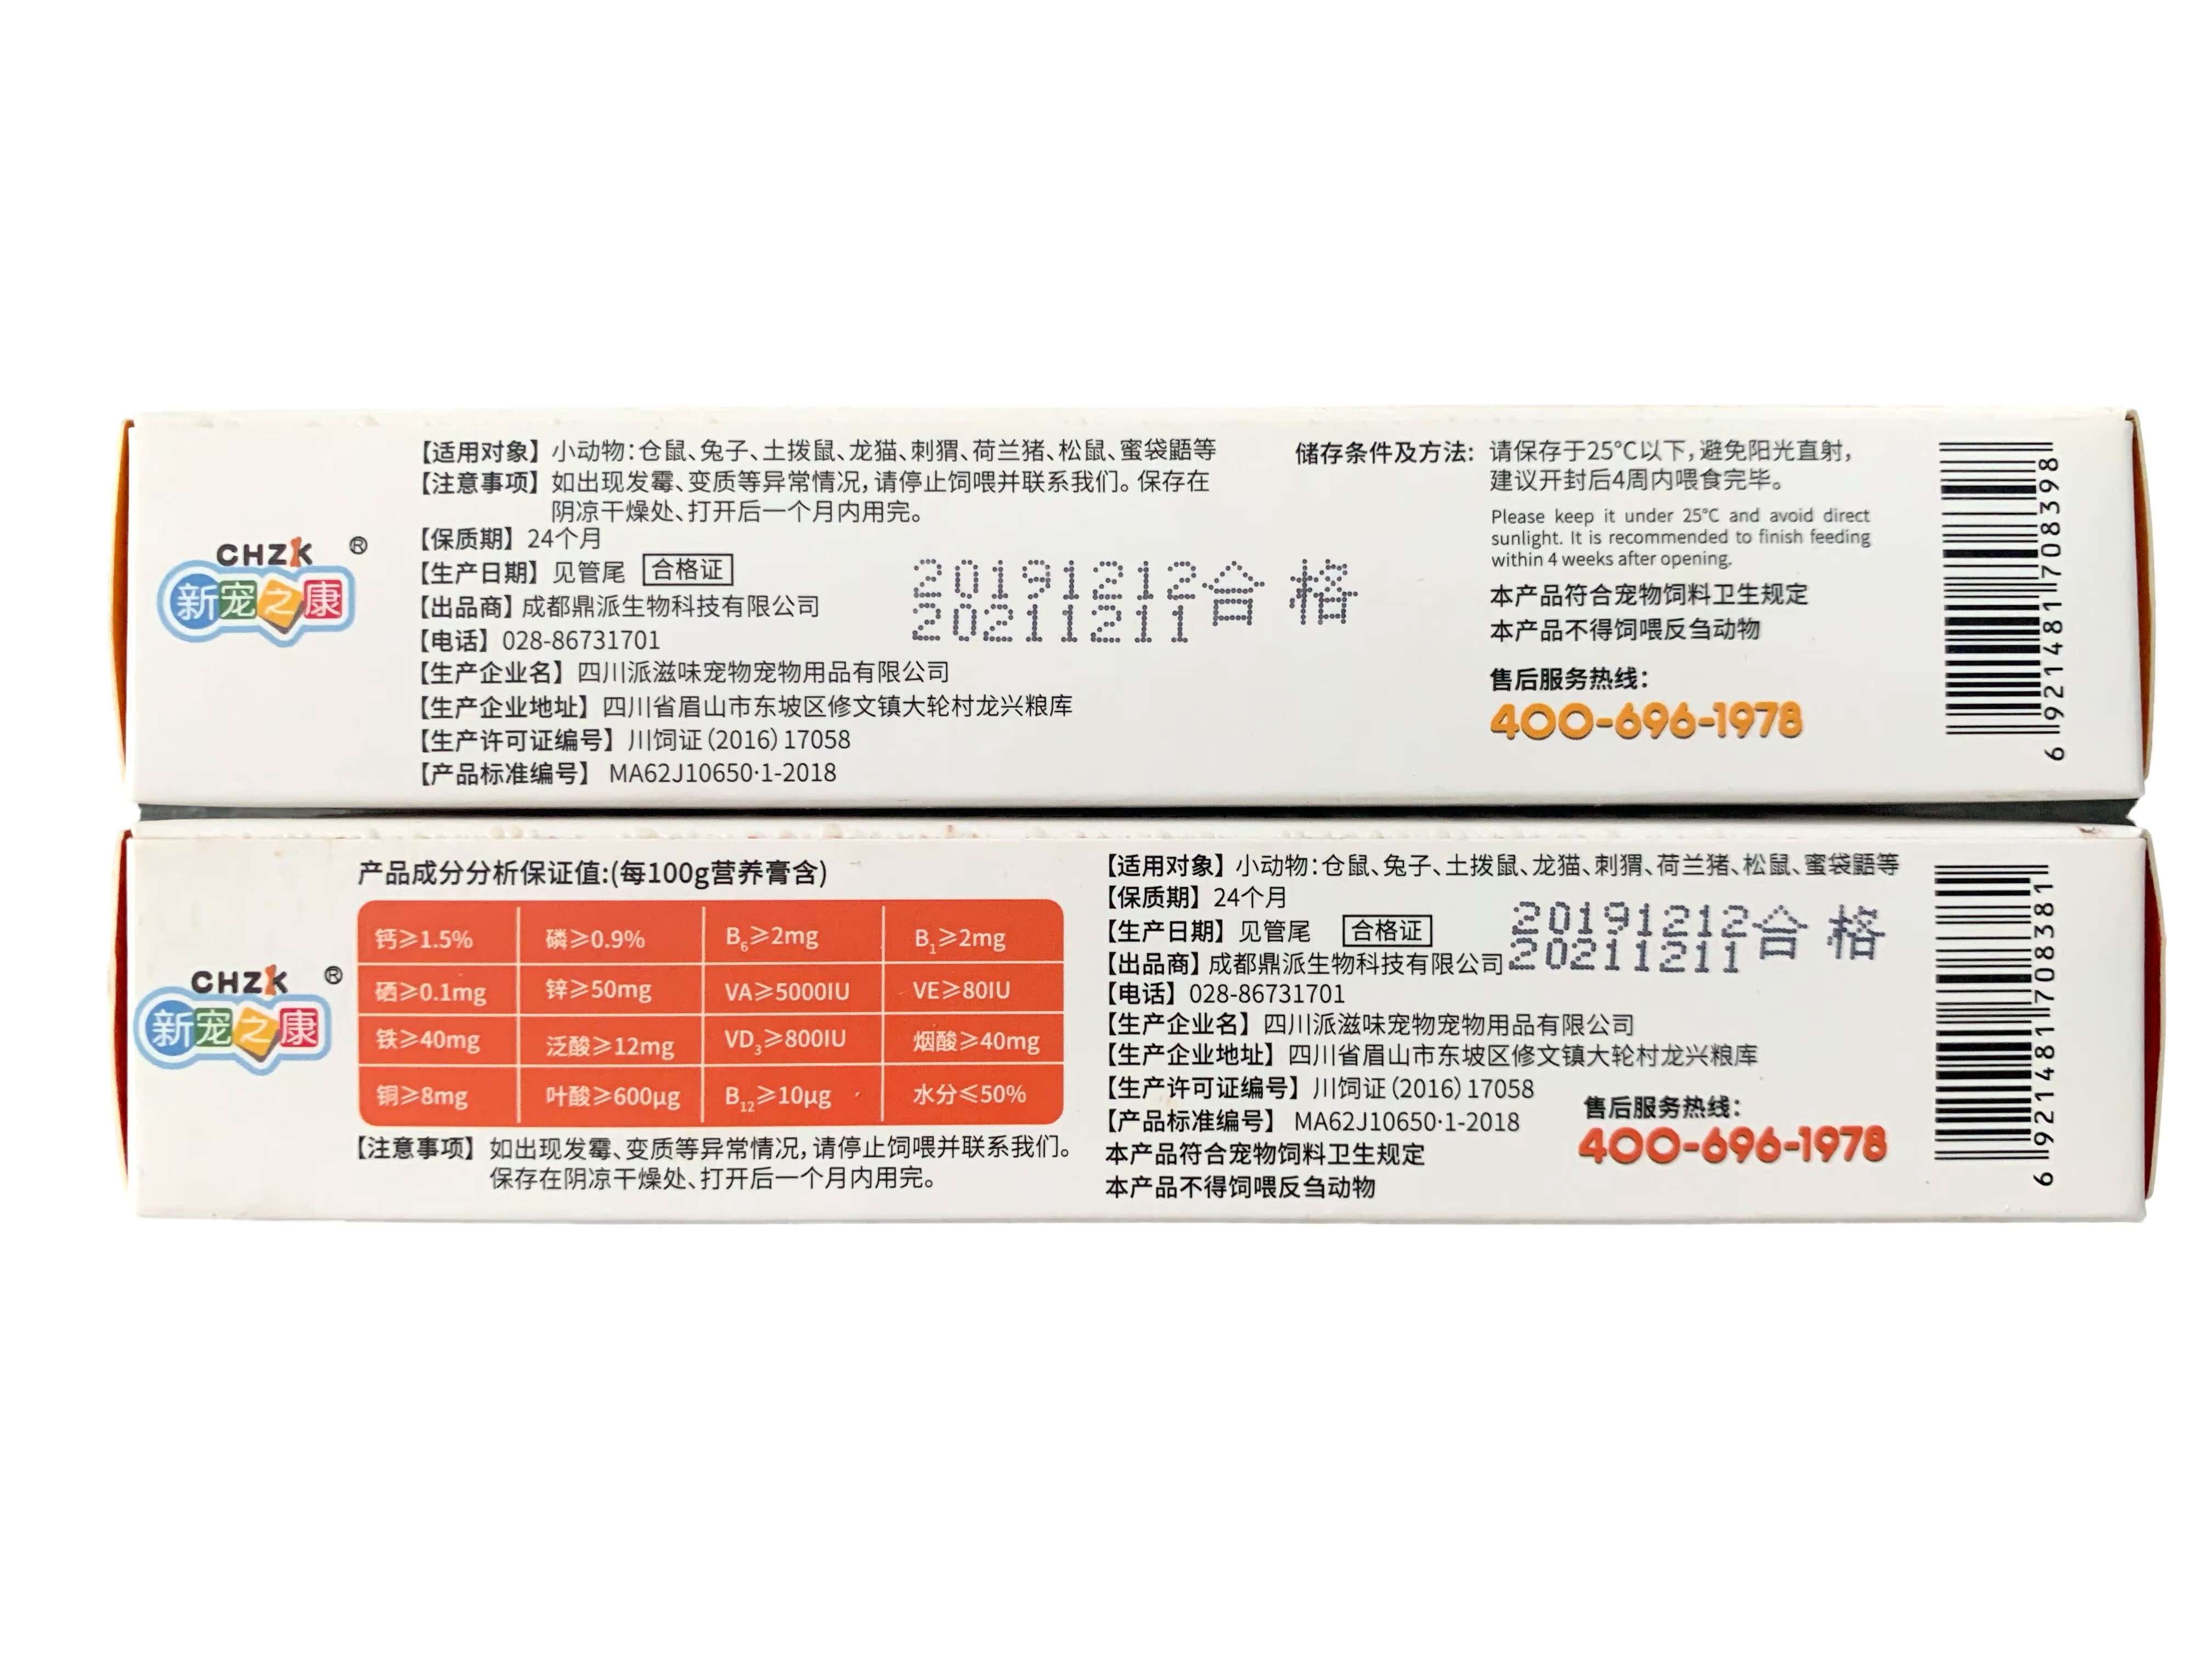 CHZK ®
新宠之康
【适用对象】小动物：仓鼠、兔子、土拨鼠、龙猫、刺猬、荷兰猪、松鼠、蜜袋鼯等
【注意事项】如出现发霉、变质等异常情况，请停止饲喂并联系我们。保存在
阴凉干燥处、打开后一个月内用完。
【保质期】24个月
【生产日期】见管尾 合格证
【出品商】成都鼎派生物科技有限公司
【电话】028-86731701
【生产企业名】四川派滋味宠物宠物用品有限公司
【生产企业地址】四川省眉山市东坡区修文镇大轮村龙兴粮库
【生产许可证编号】川饲证（2016）17058
【产品标准编号】MA62J10650·1-2018
20191212合格
20211211
储存条件及方法：请保存于25℃以下，避免阳光直射，
建议开封后4周内喂食完毕。
Please keep it under 25℃ and avoid direct
sunlight. It is recommended to finish feeding
within 4 weeks after opening.
本产品符合宠物饲料卫生规定
本产品不得饲喂反刍动物
售后服务热线：
400-696-1978
6 921481 708398
CHZK ®
新宠之康
产品成分分析保证值:(每100g营养膏含)
钙≥1.5% 磷≥0.9% B6≥2mg B1≥2mg
硒≥0.1mg 锌≥50mg VA≥5000IU VE≥80IU
铁≥40mg 泛酸≥12mg VD3≥800IU 烟酸≥40mg
铜≥8mg 叶酸≥600μg B12≥10μg 水分≤50%
【注意事项】如出现发霉、变质等异常情况，请停止饲喂并联系我们。
保存在阴凉干燥处、打开后一个月内用完。
【适用对象】小动物：仓鼠、兔子、土拨鼠、龙猫、刺猬、荷兰猪、松鼠、蜜袋鼯等
【保质期】24个月
【生产日期】见管尾 合格证
【出品商】成都鼎派生物科技有限公司
【电话】028-86731701
【生产企业名】四川派滋味宠物宠物用品有限公司
【生产企业地址】四川省眉山市东坡区修文镇大轮村龙兴粮库
【生产许可证编号】川饲证（2016）17058
【产品标准编号】MA62J10650·1-2018
本产品符合宠物饲料卫生规定
本产品不得饲喂反刍动物
20191212合格
20211211
售后服务热线：
400-696-1978
6 921481 708381